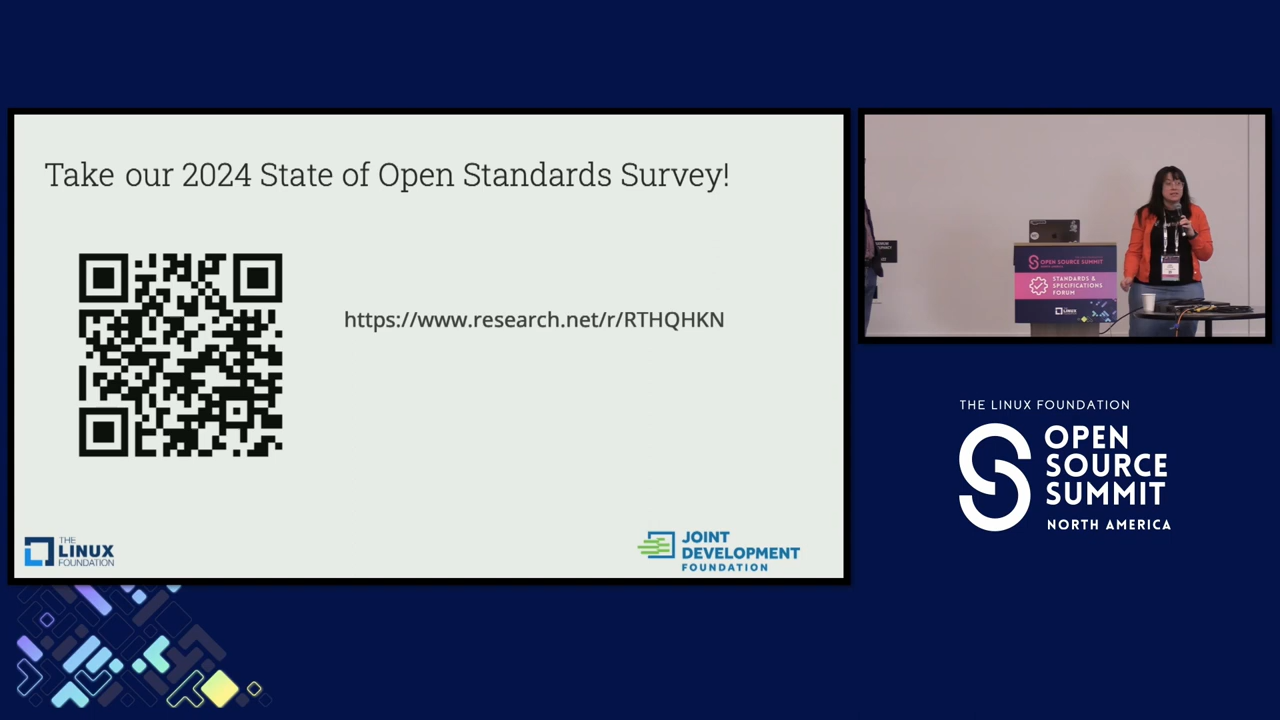 Take our 2024 State of Open Standards Survey!
https://www.research.net/r/RTHQHKN
THE
LINUX
FOUNDATION
JOINT
DEVELOPMENT
FOUNDATION
OPEN SOURCE SUMMIT
STANDARDS &
SPECIFICATIONS
FORUM
THE LINUX FOUNDATION
OPEN
SOURCE
SUMMIT
NORTH AMERICA